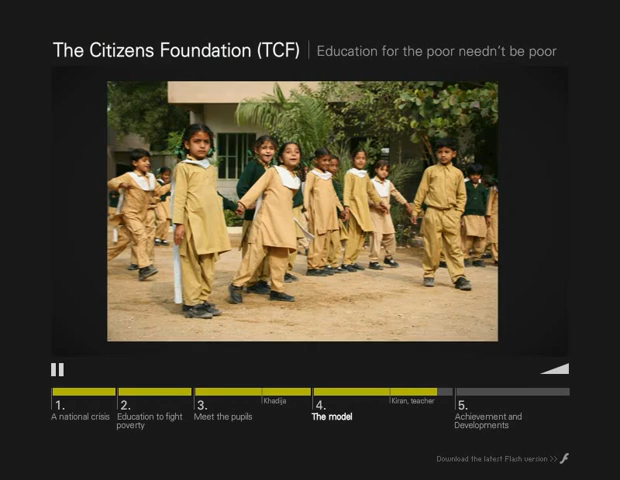 The Citizens Foundation (TCF) | Education for the poor needn't be poor
Khadija
Kiran, teacher
1.
A national crisis
2.
Education to fight
poverty
3.
Meet the pupils
4.
The model
5.
Achievement and
Developments
Download the latest Flash version >>